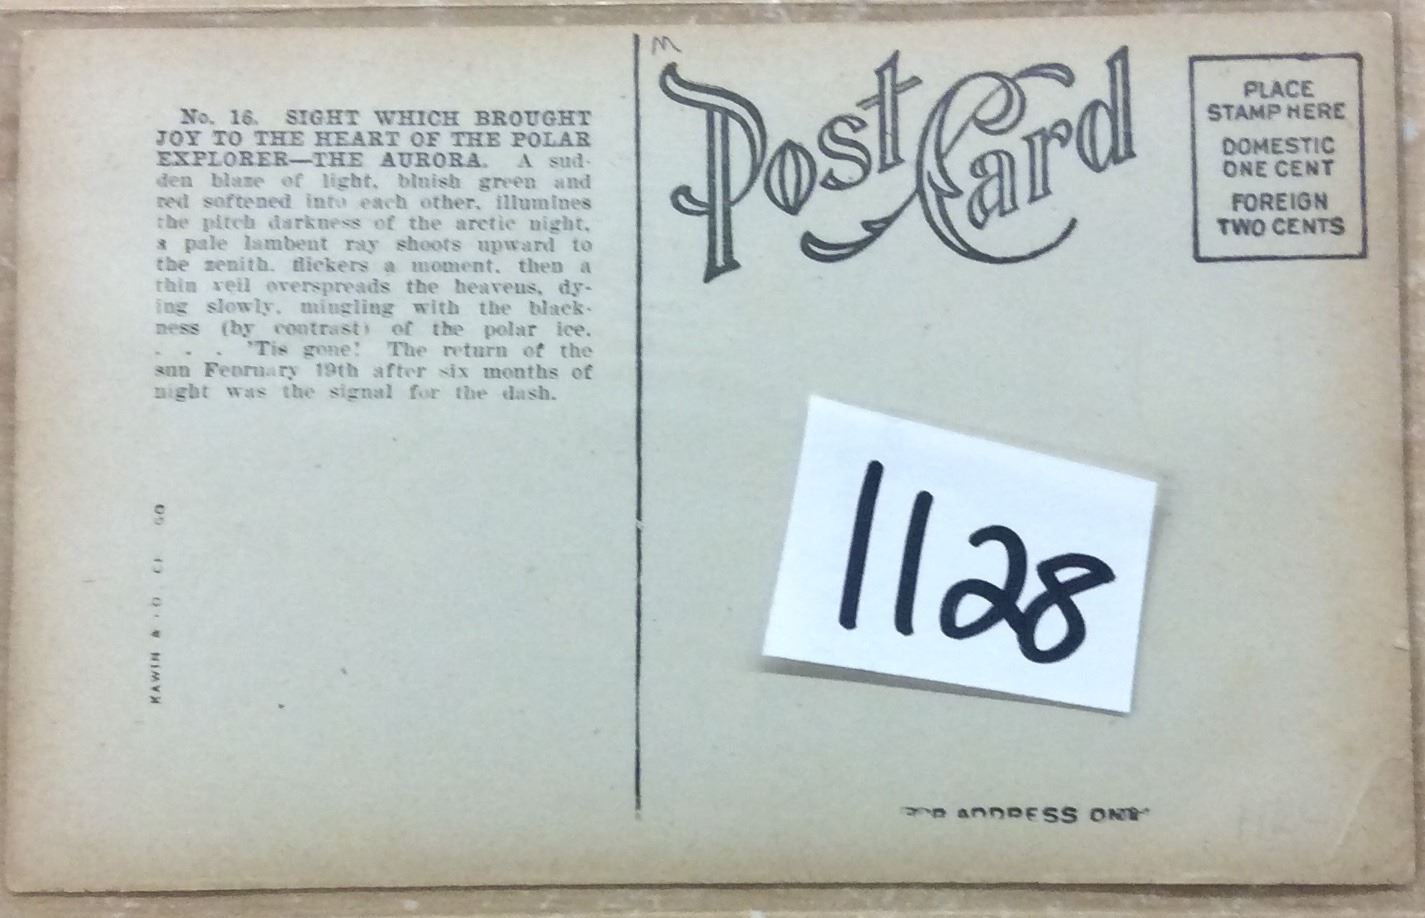 No. 16. SIGHT WHICH BROUGHT
JOY TO THE HEART OF THE POLAR
EXPLORER—THE AURORA. A sud-
den blaze of light, bluish green and
red softened into each other, illumines
the pitch darkness of the arctic night,
a pale lambent ray shoots upward to
the zenith, flickers a moment, then a
thin veil overspreads the heavens, dy-
ing slowly, mingling with the black-
ness (by contrast) of the polar ice.
. . . 'Tis gone! The return of the
sun February 19th after six months of
night was the signal for the dash.
KAWIN &
M
Post Card
PLACE
STAMP HERE
DOMESTIC
ONE CENT
FOREIGN
TWO CENTS
1128
ADDRESS ONLY